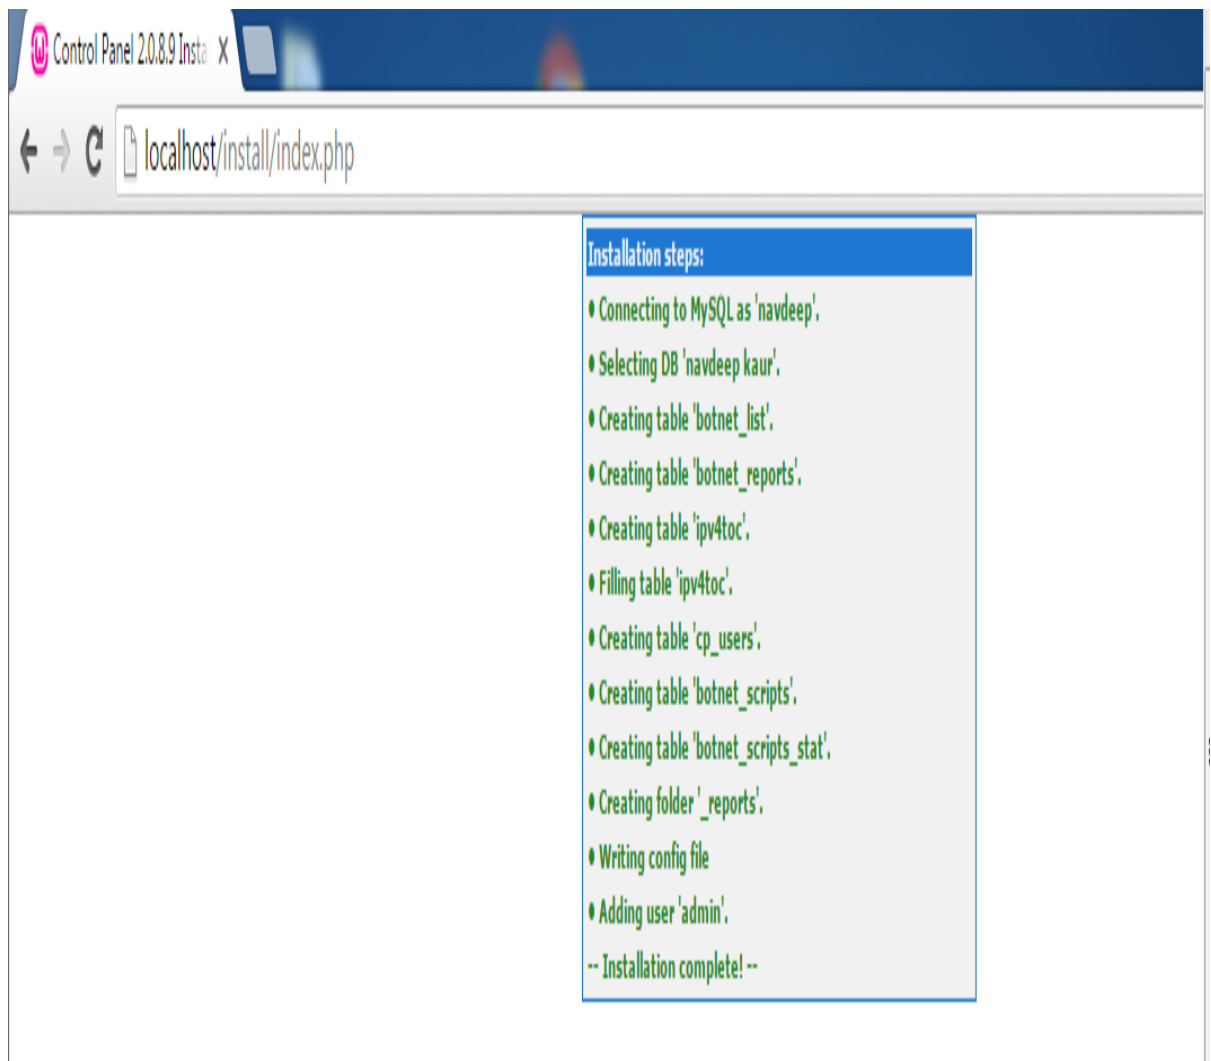 Control Panel 2.0.8.9 Insta
localhost/install/index.php
Installation steps:
• Connecting to MySQL as 'navdeep'.
• Selecting DB 'navdeep kaur'.
• Creating table 'botnet_list'.
• Creating table 'botnet_reports'.
• Creating table 'ipv4toc'.
• Filling table 'ipv4toc'.
• Creating table 'cp_users'.
• Creating table 'botnet_scripts'.
• Creating table 'botnet_scripts_stat'.
• Creating folder '_reports'.
• Writing config file
• Adding user 'admin'.
-- Installation complete! --